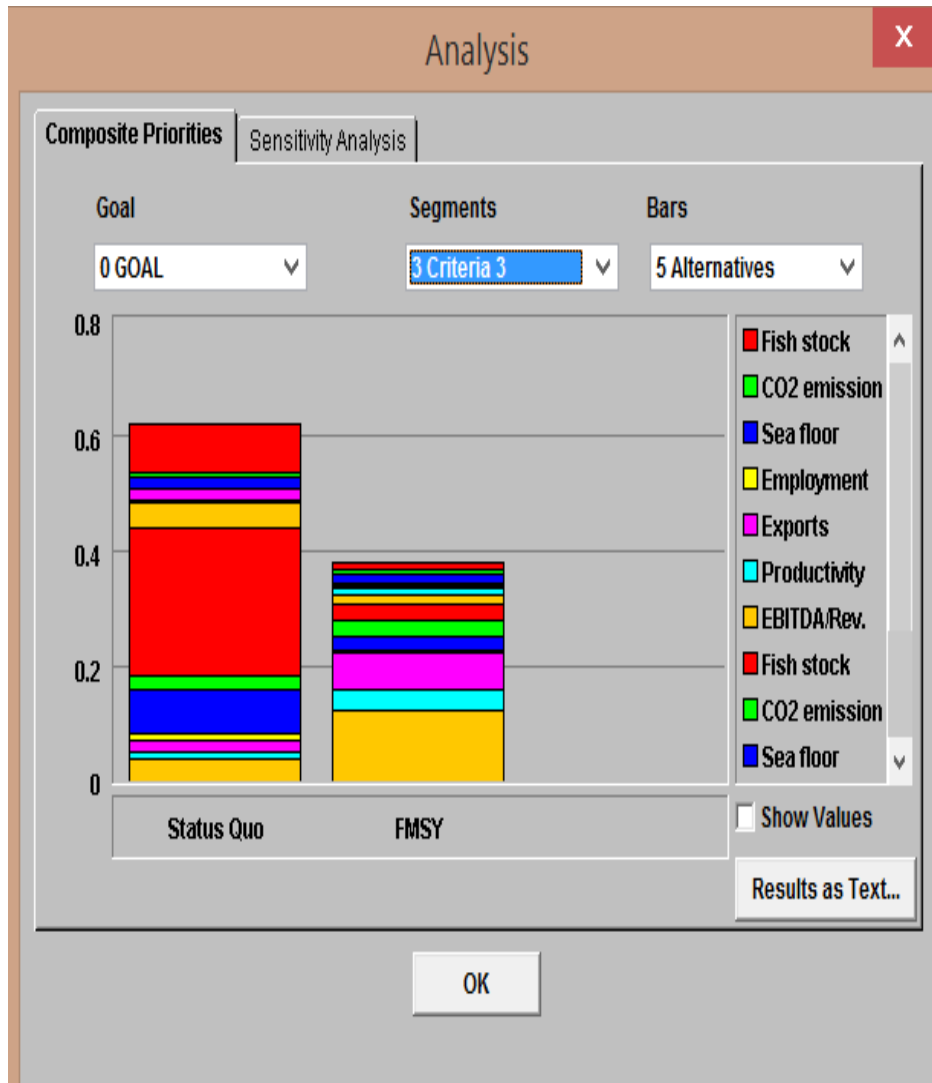 Analysis
X
Composite Priorities
Sensitivity Analysis
Goal
Segments
Bars
0 GOAL
3 Criteria 3
5 Alternatives
0.8
0.6
0.4
0.2
0
Fish stock
CO2 emission
Sea floor
Employment
Exports
Productivity
EBITDA/Rev.
Fish stock
CO2 emission
Sea floor
Status Quo
FMSY
Show Values
Results as Text...
OK